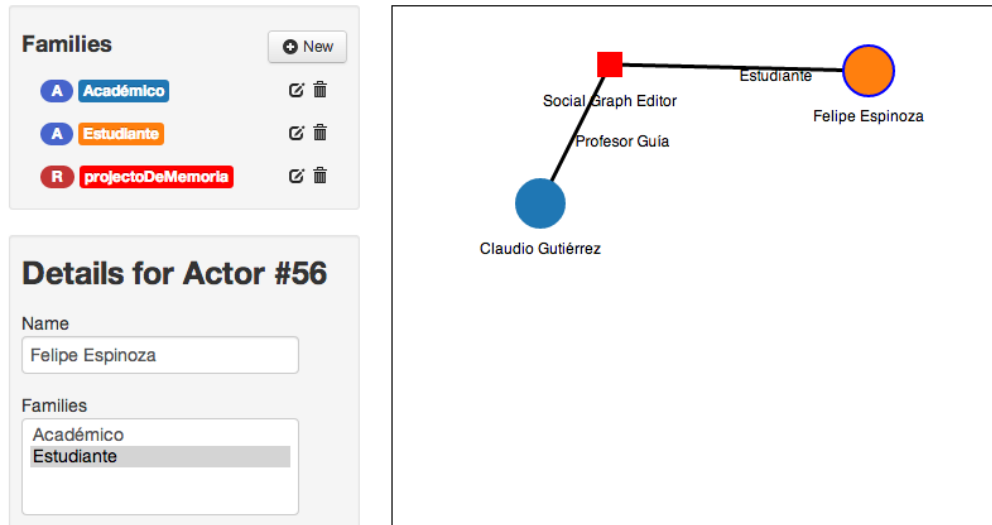 Families
New
A Académico
A Estudiante
R projectoDeMemoria
Details for Actor #56
Name
Felipe Espinoza
Families
Académico
Estudiante
Estudiante
Social Graph Editor
Felipe Espinoza
Profesor Guía
Claudio Gutiérrez